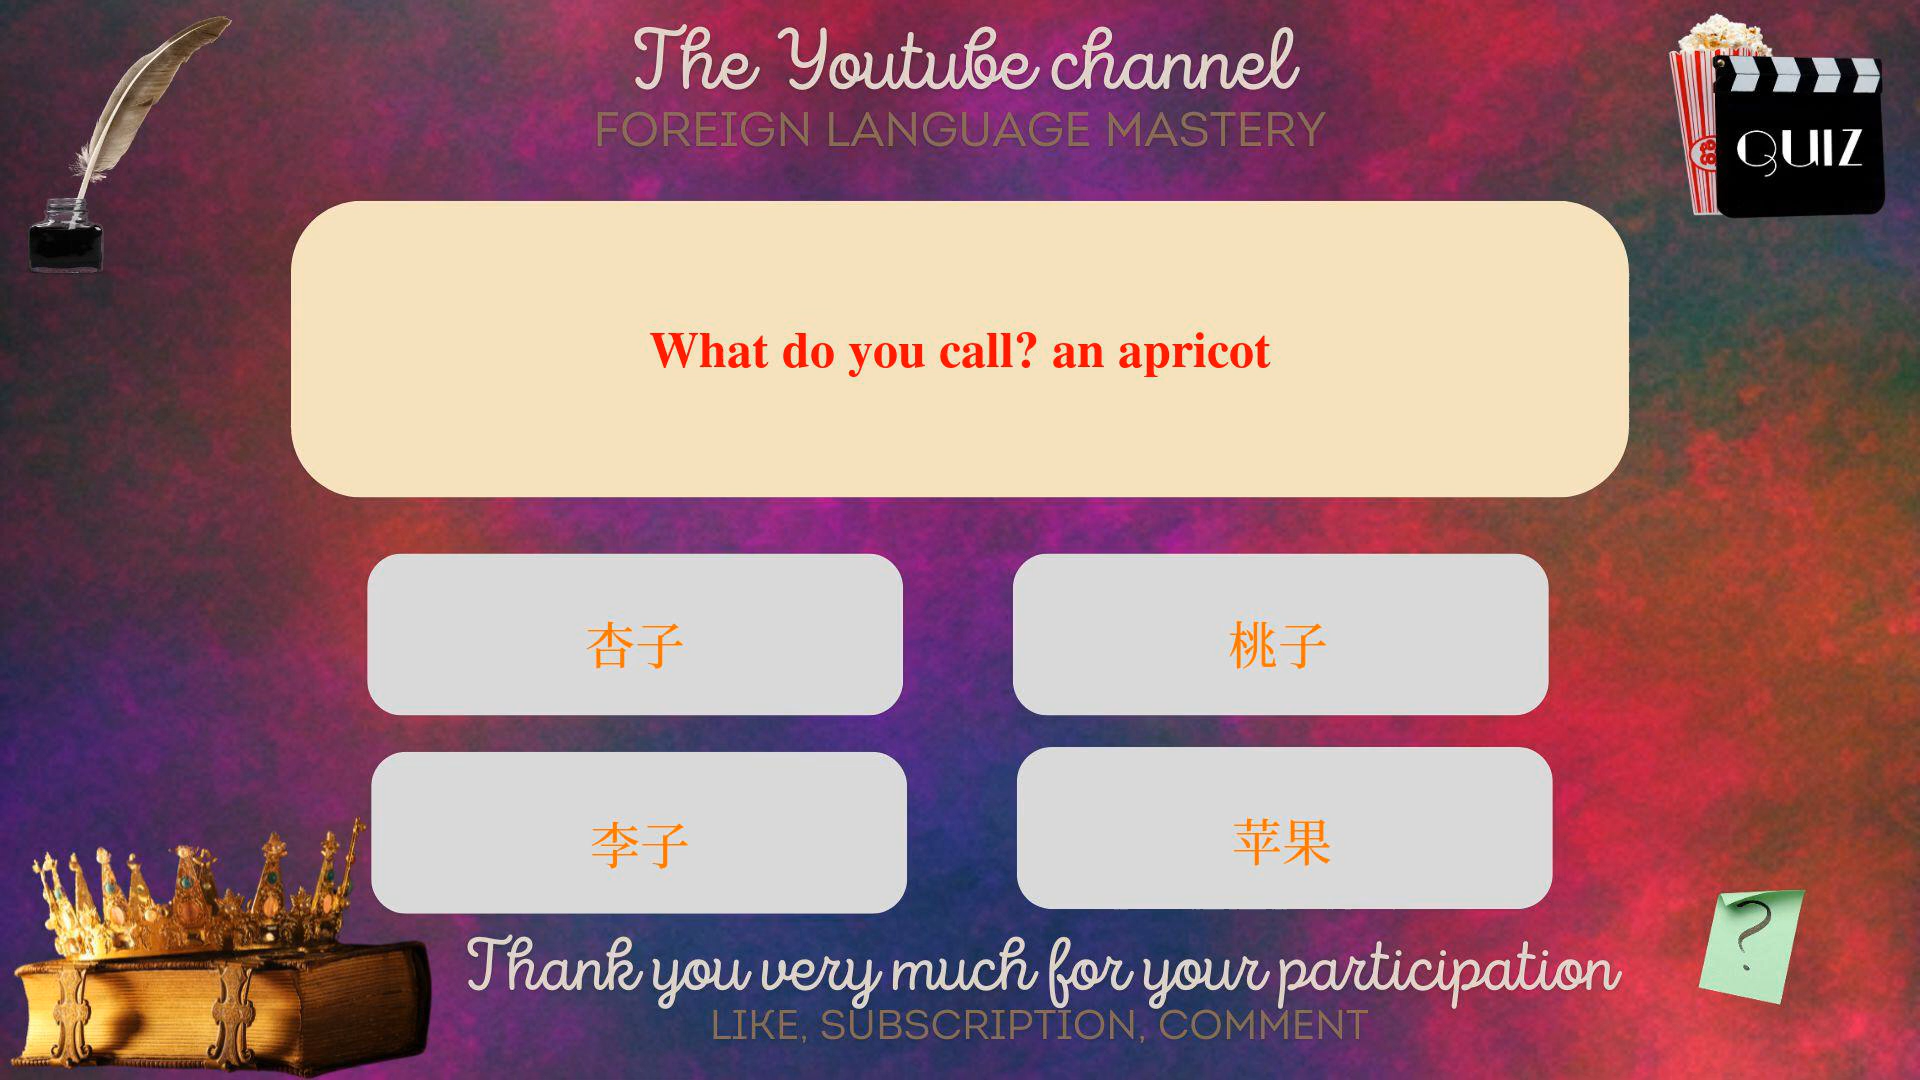 The Youtube channel
FOREIGN LANGUAGE MASTERY
QUIZ
88
What do you call? an apricot
杏子
桃子
李子
苹果
?
Thank you very much for your participation
LIKE, SUBSCRIPTION, COMMENT